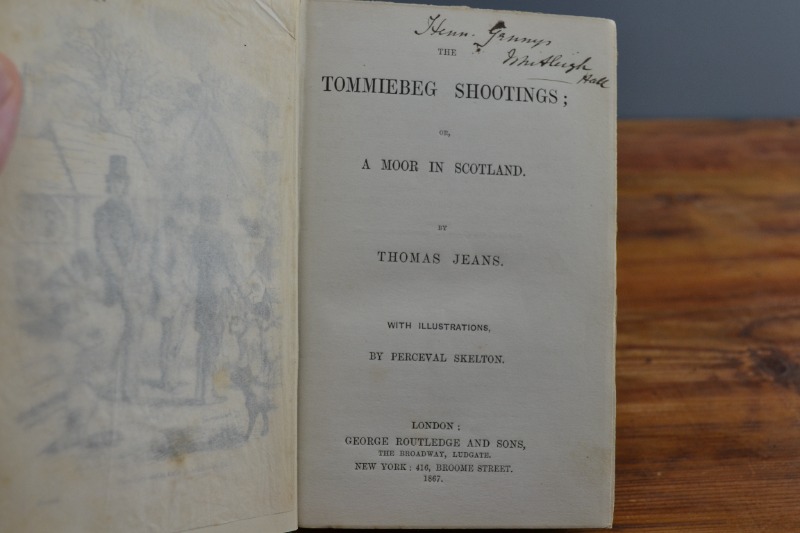 THE
TOMMIEBEG SHOOTINGS;
OR,
A MOOR IN SCOTLAND.
BY
THOMAS JEANS.
WITH ILLUSTRATIONS,
BY PERCEVAL SKELTON.
LONDON:
GEORGE ROUTLEDGE AND SONS,
THE BROADWAY, LUDGATE.
NEW YORK: 416, BROOME STREET.
1867.
Hall